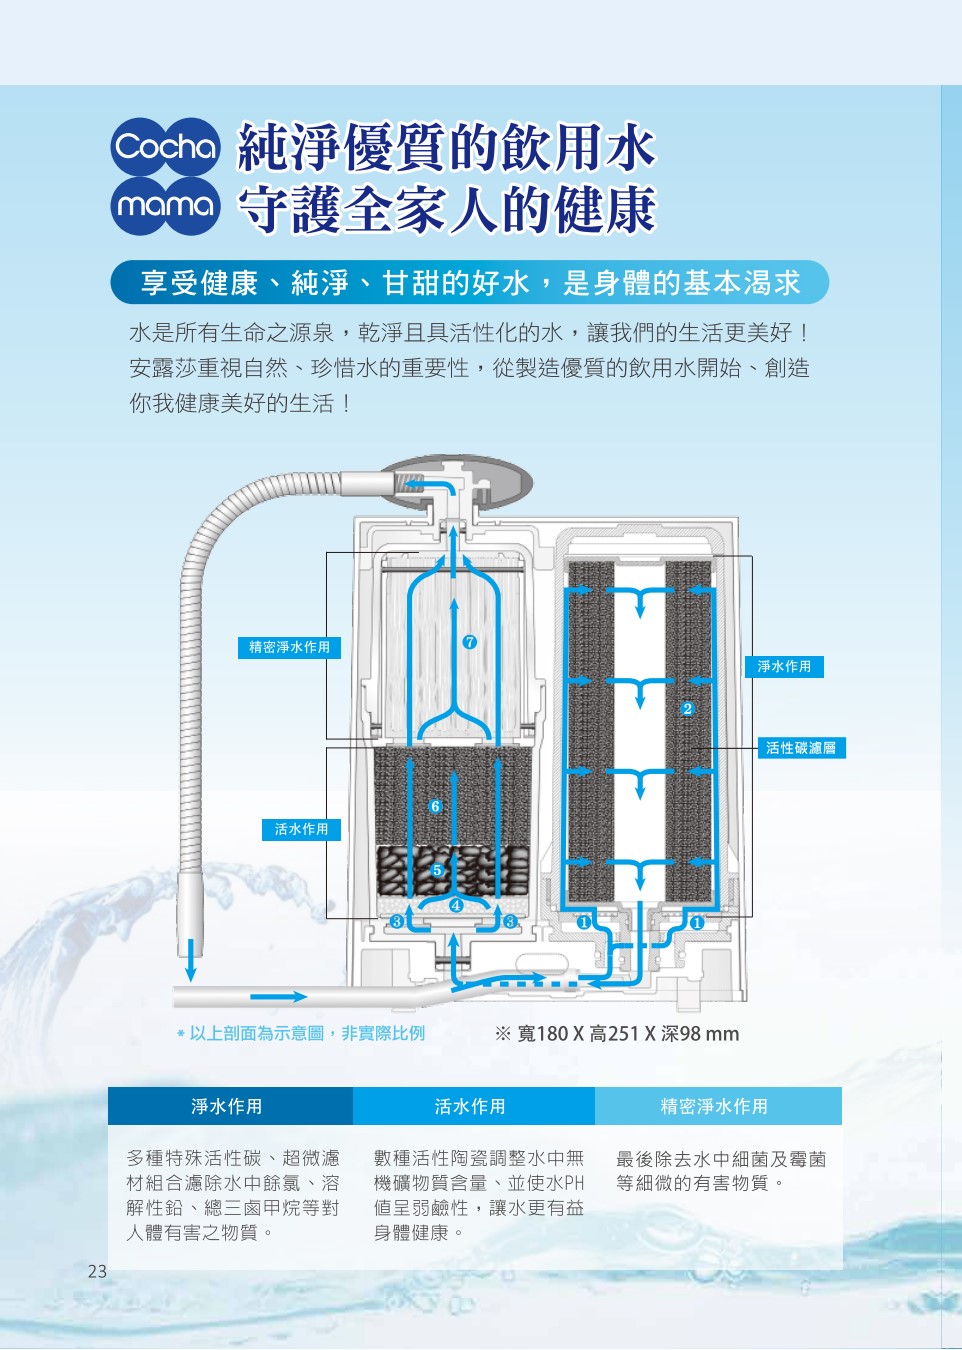 Cocha
mama
純淨優質的飲用水
守護全家人的健康
享受健康、純淨、甘甜的好水，是身體的基本渴求
水是所有生命之源泉，乾淨且具活性化的水，讓我們的生活更美好！
安露莎重視自然、珍惜水的重要性，從製造優質的飲用水開始、創造
你我健康美好的生活！
精密淨水作用
⑦
淨水作用
②
活性碳濾層
⑥
活水作用
⑤
④
③
③
①
①
* 以上剖面為示意圖，非實際比例
※ 寬180 X 高251 X 深98 mm
淨水作用
多種特殊活性碳、超微濾
材組合濾除水中餘氯、溶
解性鉛、總三鹵甲烷等對
人體有害之物質。
活水作用
數種活性陶瓷調整水中無
機礦物質含量、並使水PH
值呈弱鹼性，讓水更有益
身體健康。
精密淨水作用
最後除去水中細菌及霉菌
等細微的有害物質。
23